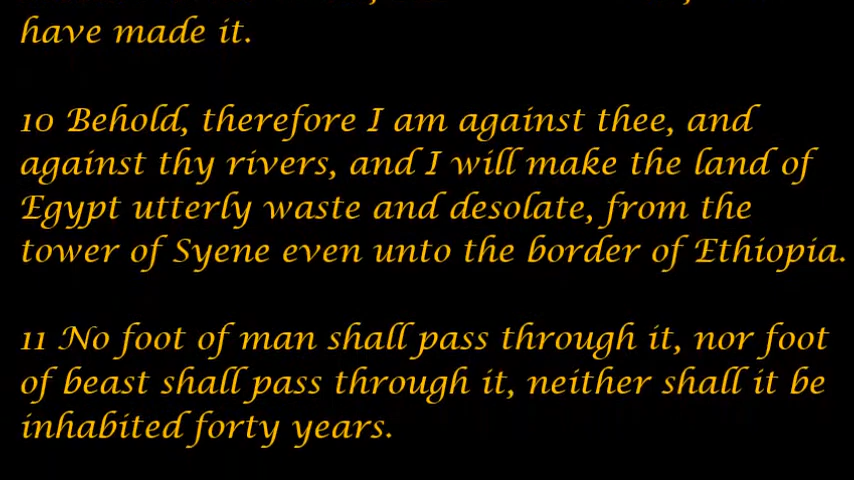 have made it.
10 Behold, therefore I am against thee, and
against thy rivers, and I will make the land of
Egypt utterly waste and desolate, from the
tower of Syene even unto the border of Ethiopia.
11 No foot of man shall pass through it, nor foot
of beast shall pass through it, neither shall it be
inhabited forty years.